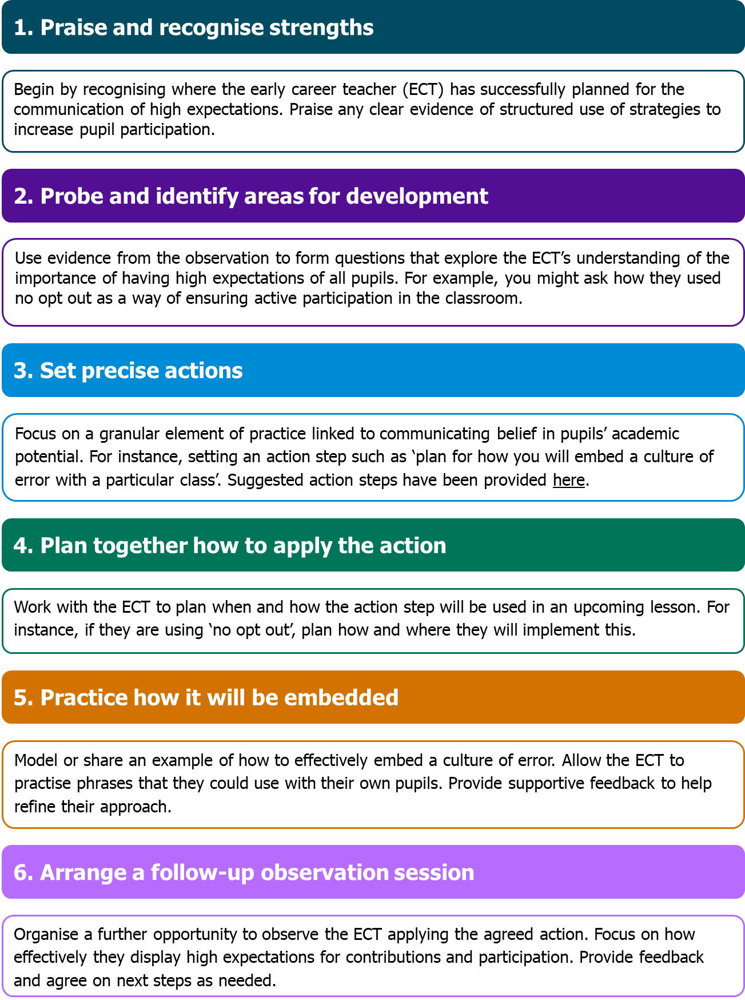 1. Praise and recognise strengths
Begin by recognising where the early career teacher (ECT) has successfully planned for the
communication of high expectations. Praise any clear evidence of structured use of strategies to
increase pupil participation.
2. Probe and identify areas for development
Use evidence from the observation to form questions that explore the ECT’s understanding of the
importance of having high expectations of all pupils. For example, you might ask how they used
no opt out as a way of ensuring active participation in the classroom.
3. Set precise actions
Focus on a granular element of practice linked to communicating belief in pupils’ academic
potential. For instance, setting an action step such as ‘plan for how you will embed a culture of
error with a particular class’. Suggested action steps have been provided here.
4. Plan together how to apply the action
Work with the ECT to plan when and how the action step will be used in an upcoming lesson. For
instance, if they are using ‘no opt out’, plan how and where they will implement this.
5. Practice how it will be embedded
Model or share an example of how to effectively embed a culture of error. Allow the ECT to
practise phrases that they could use with their own pupils. Provide supportive feedback to help
refine their approach.
6. Arrange a follow-up observation session
Organise a further opportunity to observe the ECT applying the agreed action. Focus on how
effectively they display high expectations for contributions and participation. Provide feedback
and agree on next steps as needed.